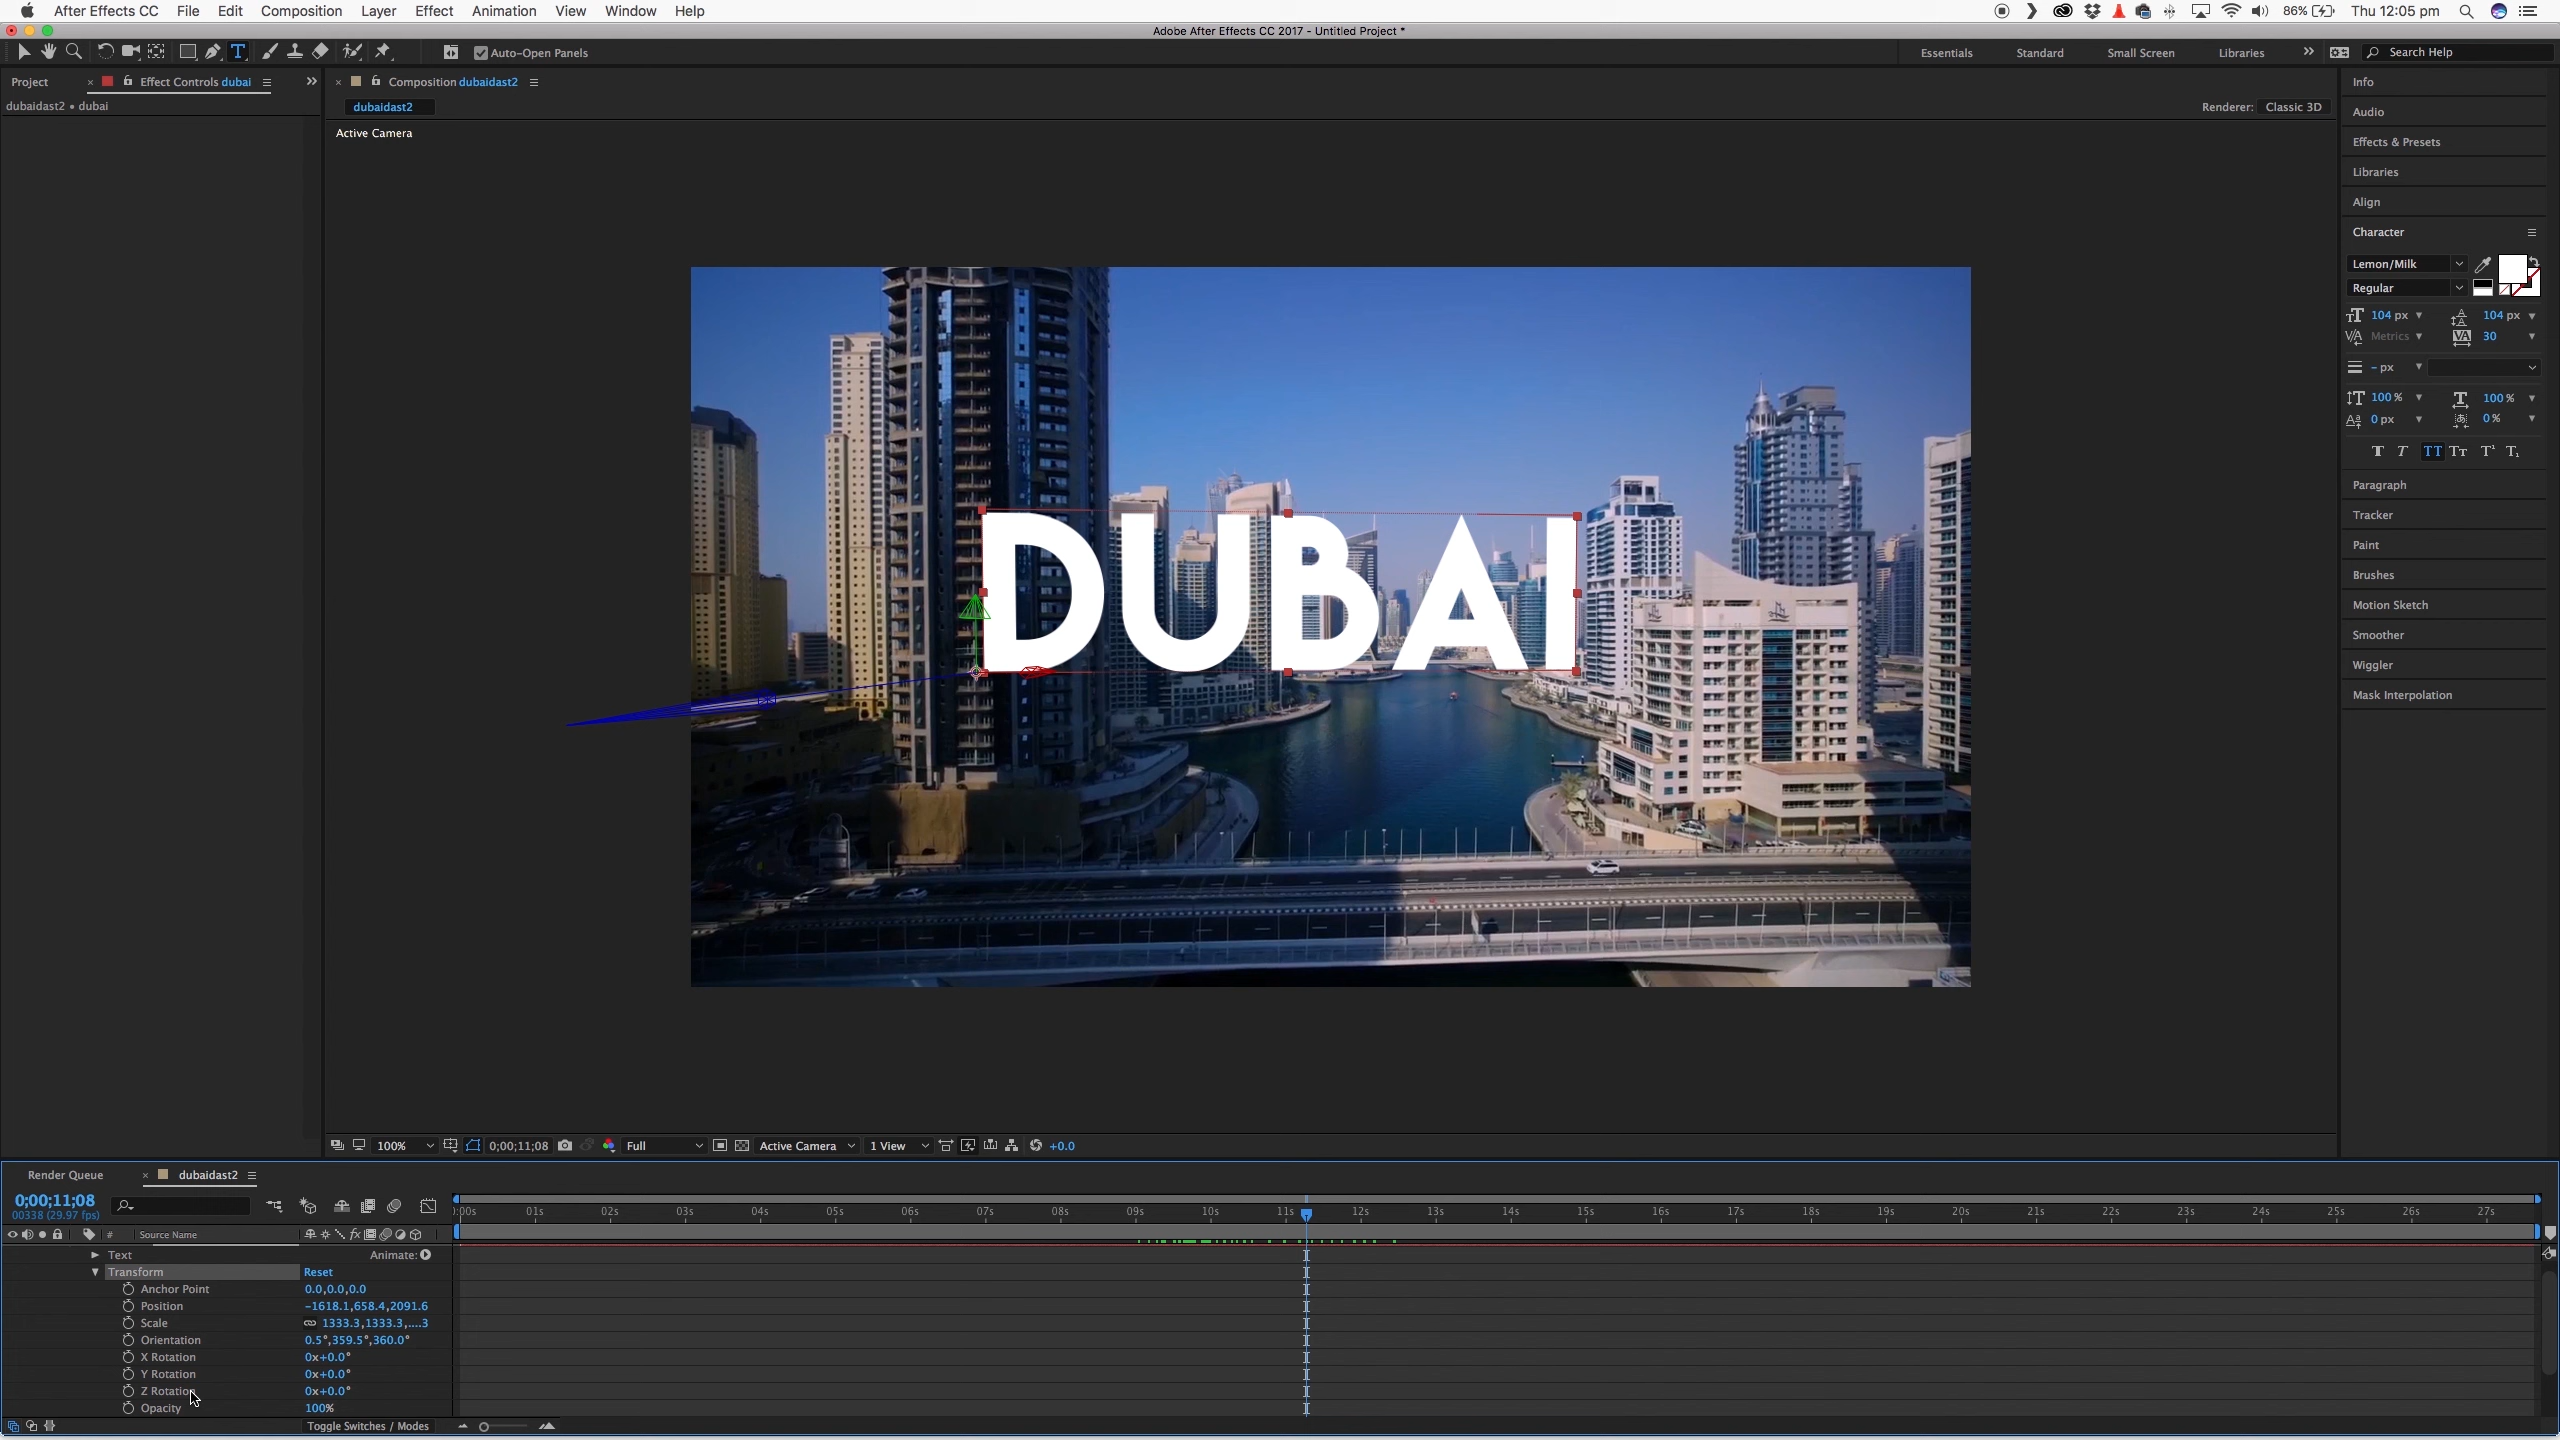 After Effects CC File Edit Composition Layer Effect Animation View Window Help 86% Thu 12:05 pm
Adobe After Effects CC 2017 - Untitled Project *
Auto-Open Panels Essentials Standard Small Screen Libraries Search Help
Project Effect Controls dubai Composition dubaidast2 Info
dubaidast2 • dubai dubaidast2 Renderer: Classic 3D
Audio
Active Camera
Effects & Presets
Libraries
Align
Character
Lemon/Milk
Regular
104 px 104 px
Metrics 30
- px
100 % 100 %
0 px 0 %
T T TT Tt T¹ T₁
Paragraph
Tracker
Paint
Brushes
Motion Sketch
Smoother
Wiggler
Mask Interpolation
DUBAI
100% 0;00;11;08 Full Active Camera 1 View +0.0
Render Queue dubaidast2
0;00;11;08
00338 (29.97 fps)
:00s 01s 02s 03s 04s 05s 06s 07s 08s 09s 10s 11s 12s 13s 14s 15s 16s 17s 18s 19s 20s 21s 22s 23s 24s 25s 26s 27s
# Source Name fx
Text Animate:
Transform Reset
Anchor Point 0.0,0.0,0.0
Position -1618.1,658.4,2091.6
Scale 1333.3,1333.3,....3
Orientation 0.5°,359.5°,360.0°
X Rotation 0x+0.0°
Y Rotation 0x+0.0°
Z Rotation 0x+0.0°
Opacity 100%
Toggle Switches / Modes